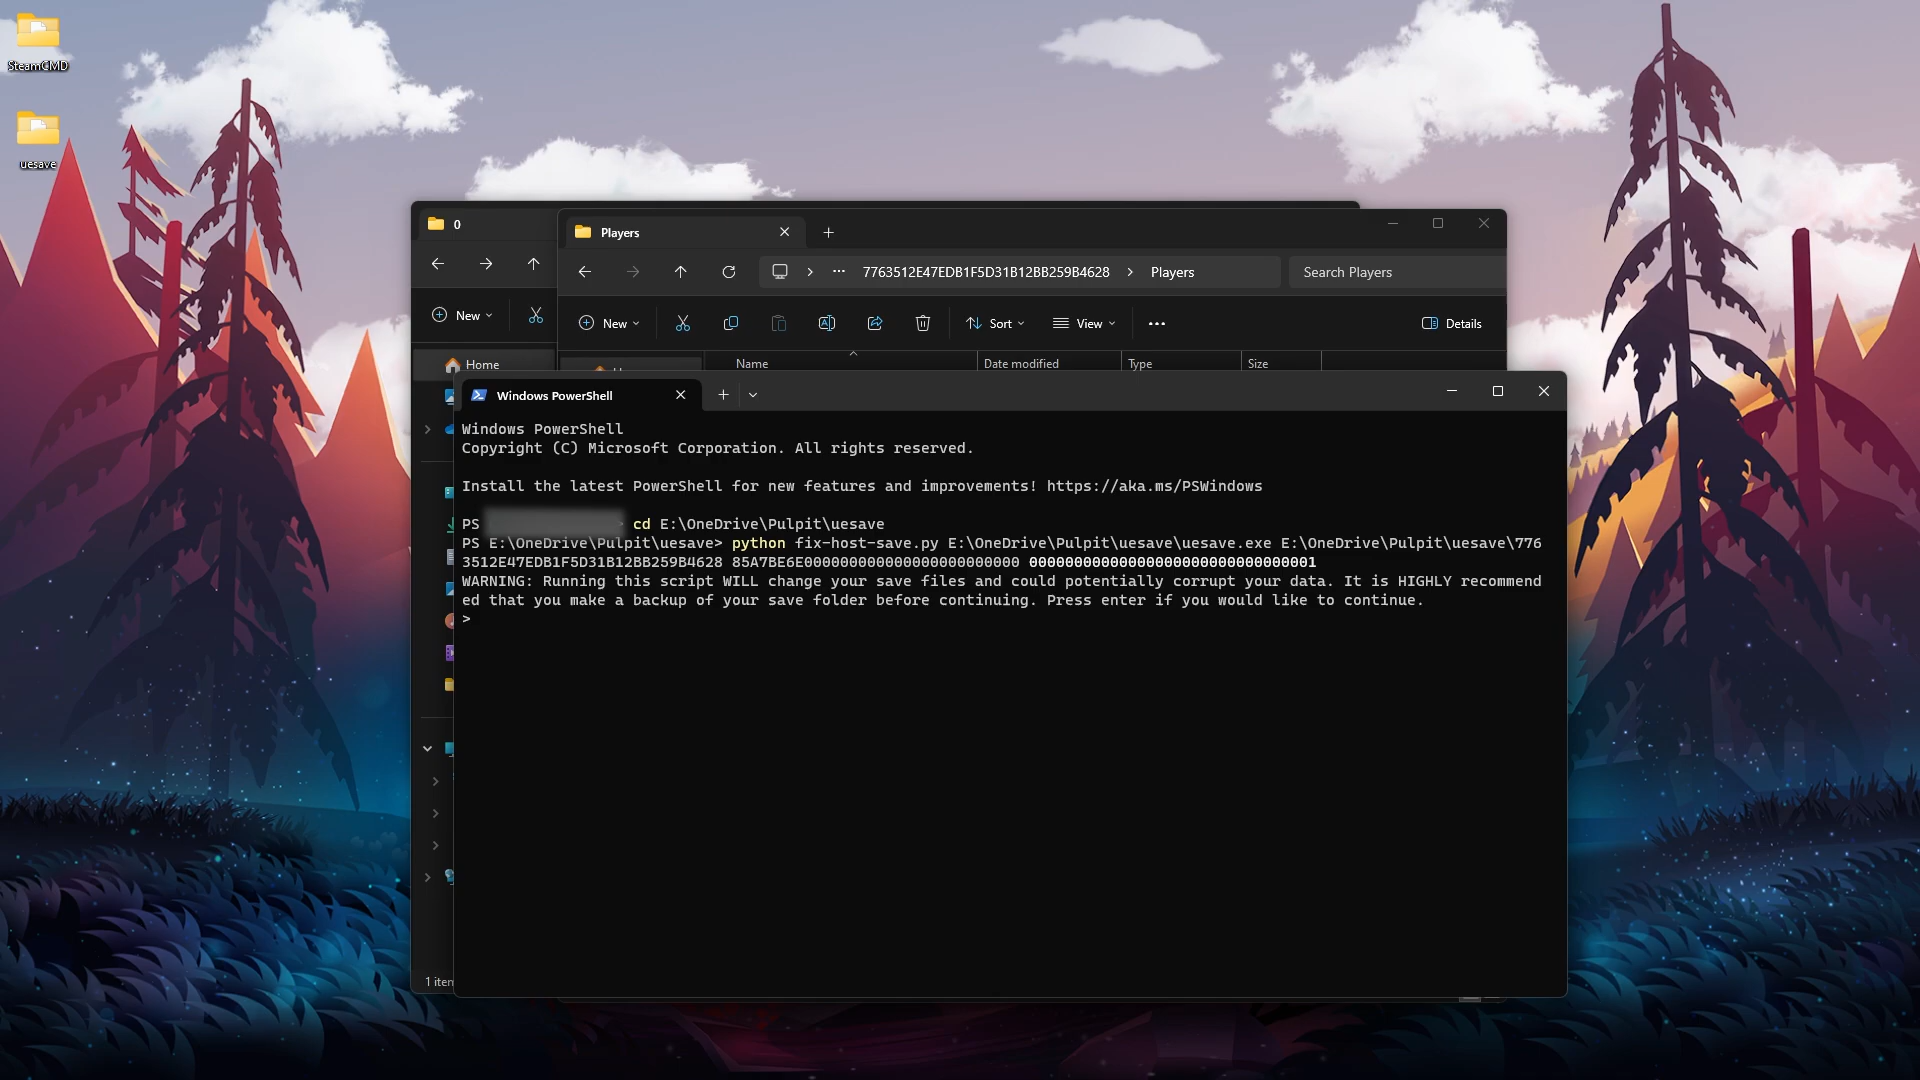 SteamCMD
uesave
0
New
Home
1 item
Players
7763512E47EDB1F5D31B12BB259B4628 > Players
Search Players
New
Sort
View
Details
Name
Date modified
Type
Size
Windows PowerShell
Windows PowerShell
Copyright (C) Microsoft Corporation. All rights reserved.
Install the latest PowerShell for new features and improvements! https://aka.ms/PSWindows
PS cd E:\OneDrive\Pulpit\uesave
PS E:\OneDrive\Pulpit\uesave> python fix-host-save.py E:\OneDrive\Pulpit\uesave\uesave.exe E:\OneDrive\Pulpit\uesave\776
3512E47EDB1F5D31B12BB259B4628 85A7BE6E000000000000000000000000 00000000000000000000000000000001
WARNING: Running this script WILL change your save files and could potentially corrupt your data. It is HIGHLY recommend
ed that you make a backup of your save folder before continuing. Press enter if you would like to continue.
>